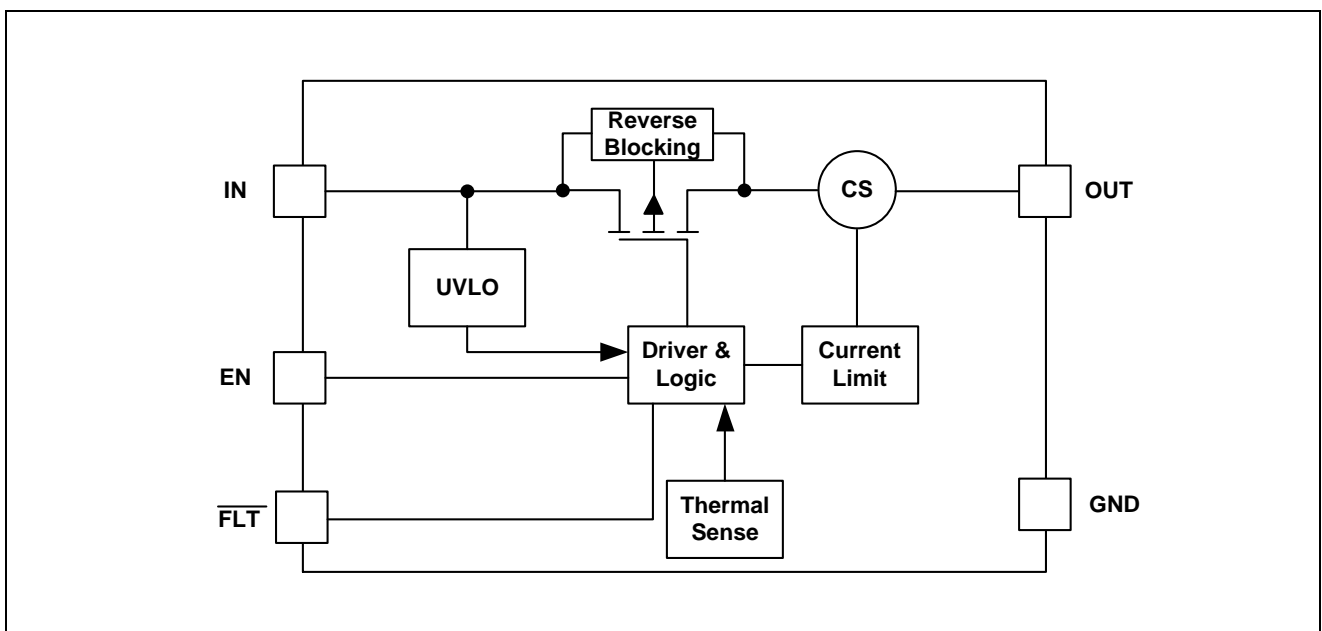 Reverse
Blocking
IN
CS
OUT
UVLO
Driver &
Logic
Current
Limit
EN
FLT
Thermal
Sense
GND